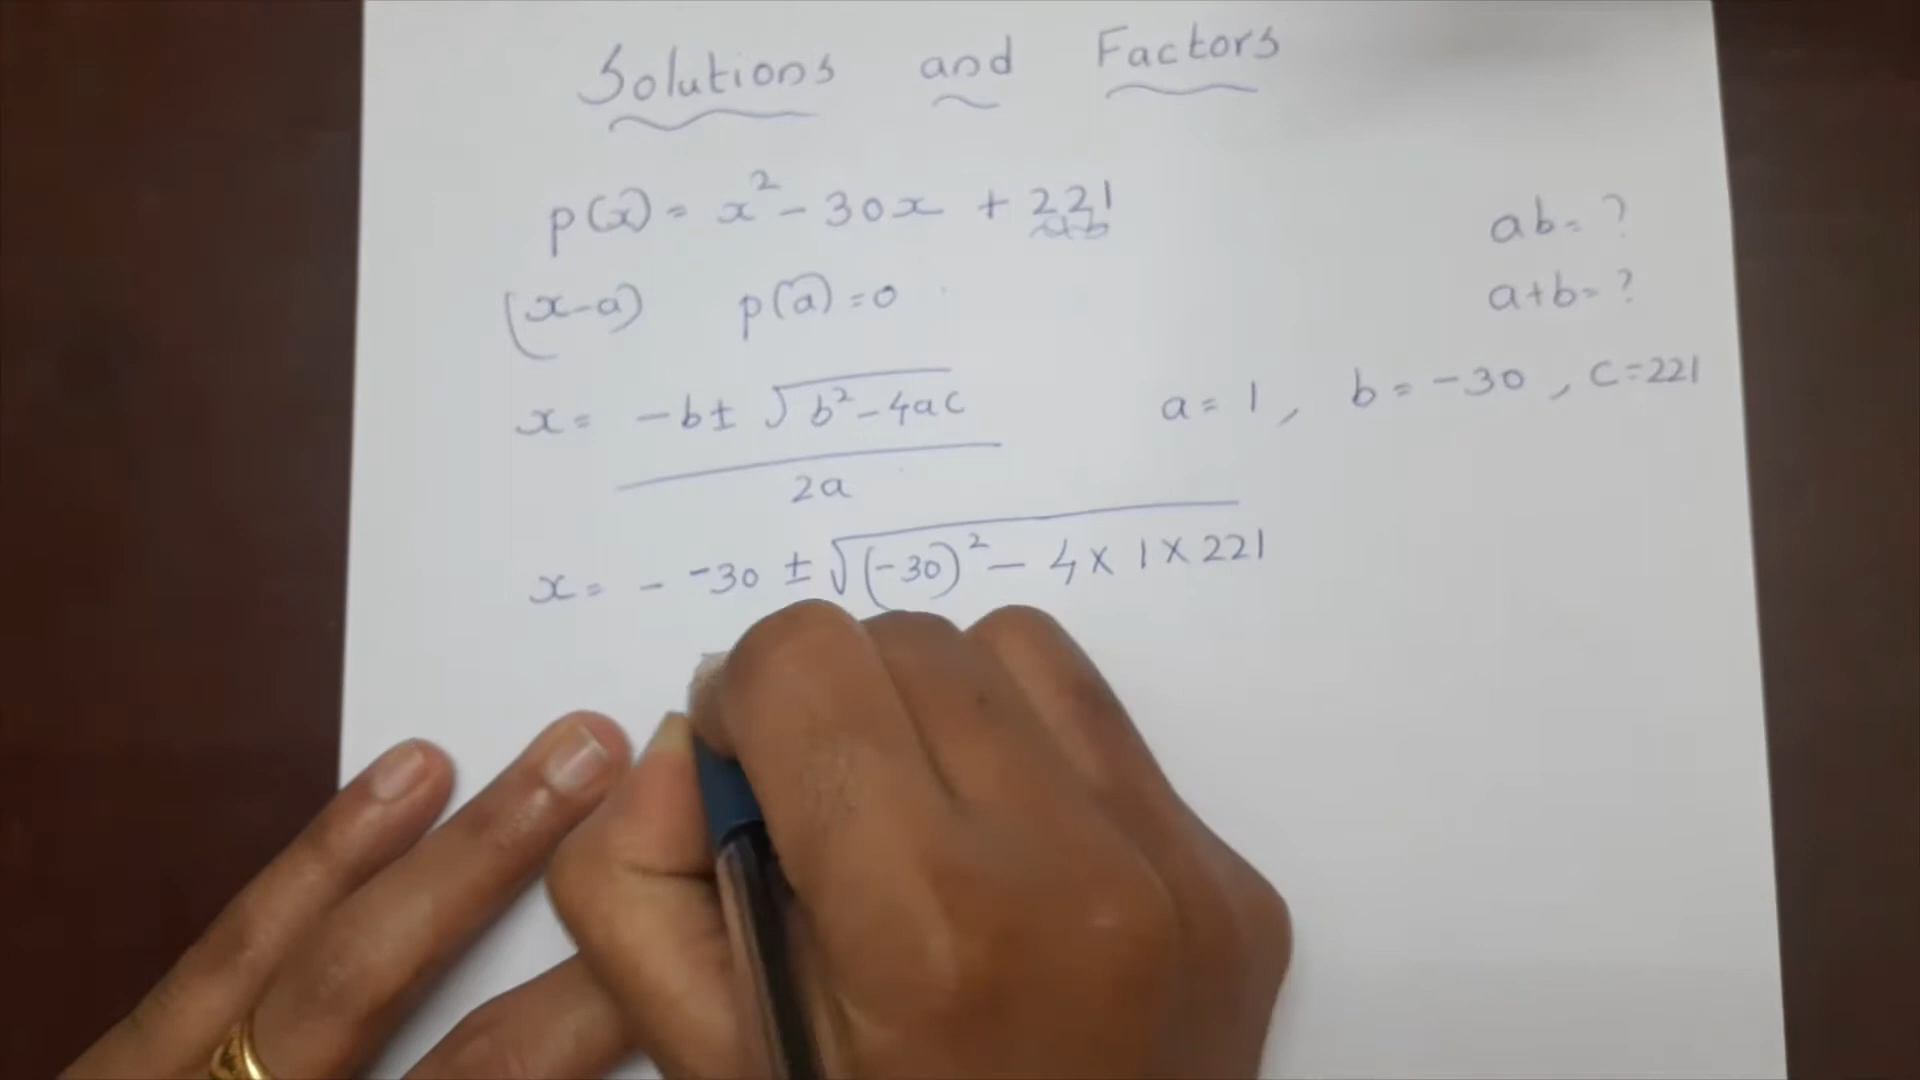 Solutions and Factors
p(x) = x² - 30x + 221
ab
ab = ?
(x-a) p(a) = 0
a+b = ?
x = -b ± √b² - 4ac
2a
a = 1, b = -30, c = 221
x = - -30 ± √(-30)² - 4 × 1 × 221